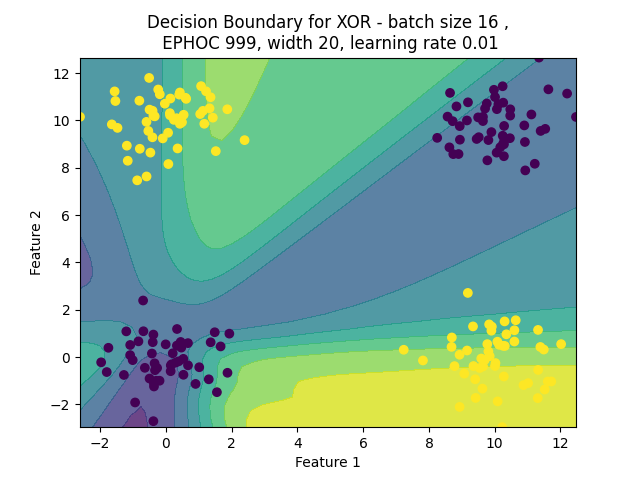 Decision Boundary for XOR - batch size 16 ,
EPHOC 999, width 20, learning rate 0.01
12
10
8
6
4
2
0
−2
Feature 2
−2 0 2 4 6 8 10 12
Feature 1